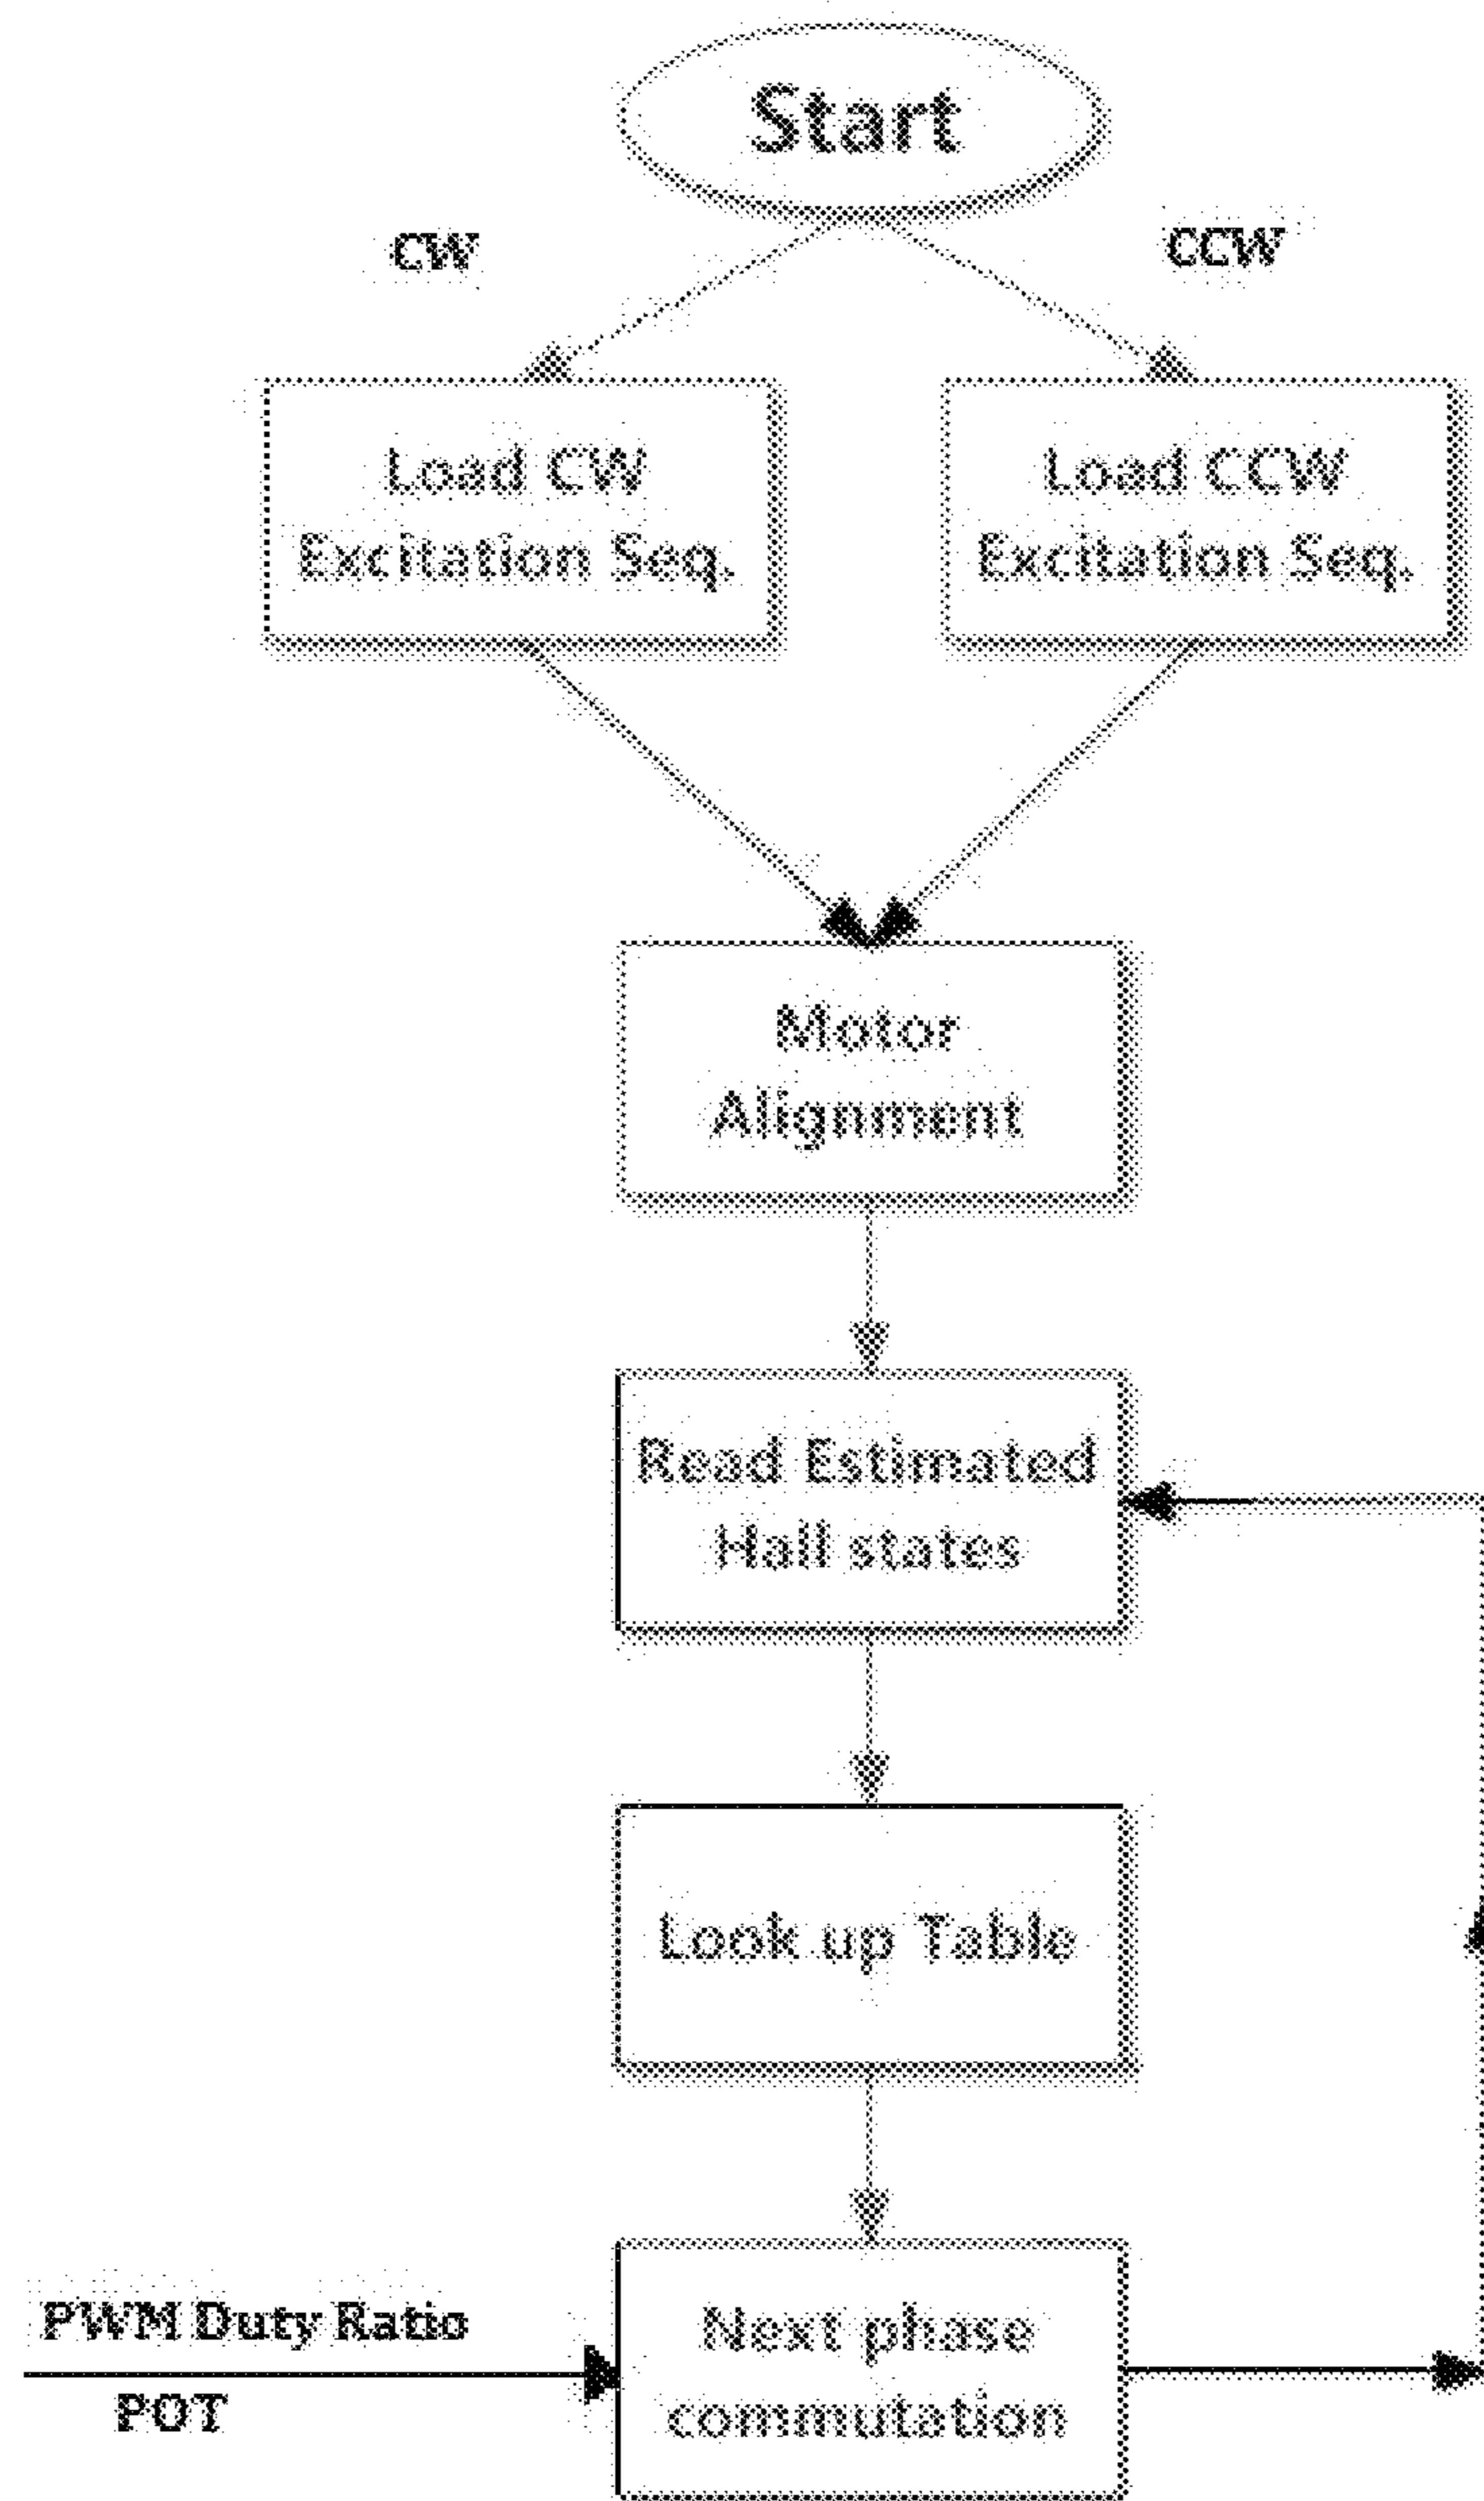 Start
CW
CCW
Load CW
Excitation Seq.
Load CCW
Excitation Seq.
Motor
Alignment
Read Estimated
Hall states
Look up Table
PWM Duty Ratio
POT
Next phase
commutation